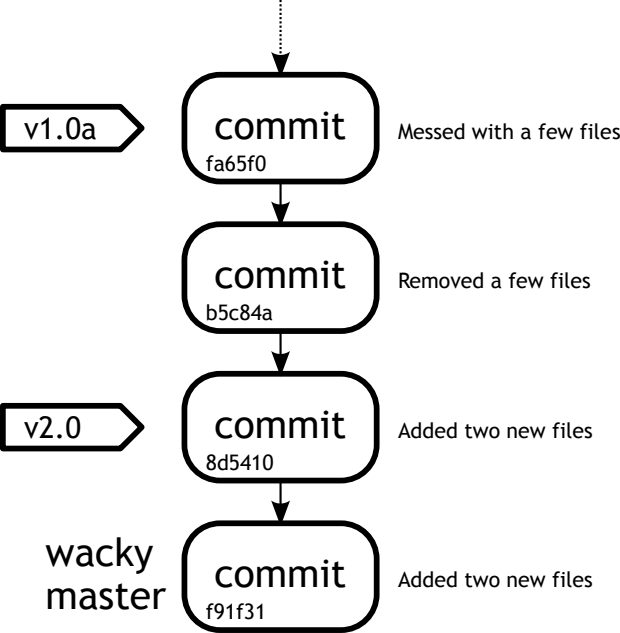 v1.0a
commit
fa65f0
Messed with a few files
commit
b5c84a
Removed a few files
v2.0
commit
8d5410
Added two new files
wacky
master
commit
f91f31
Added two new files